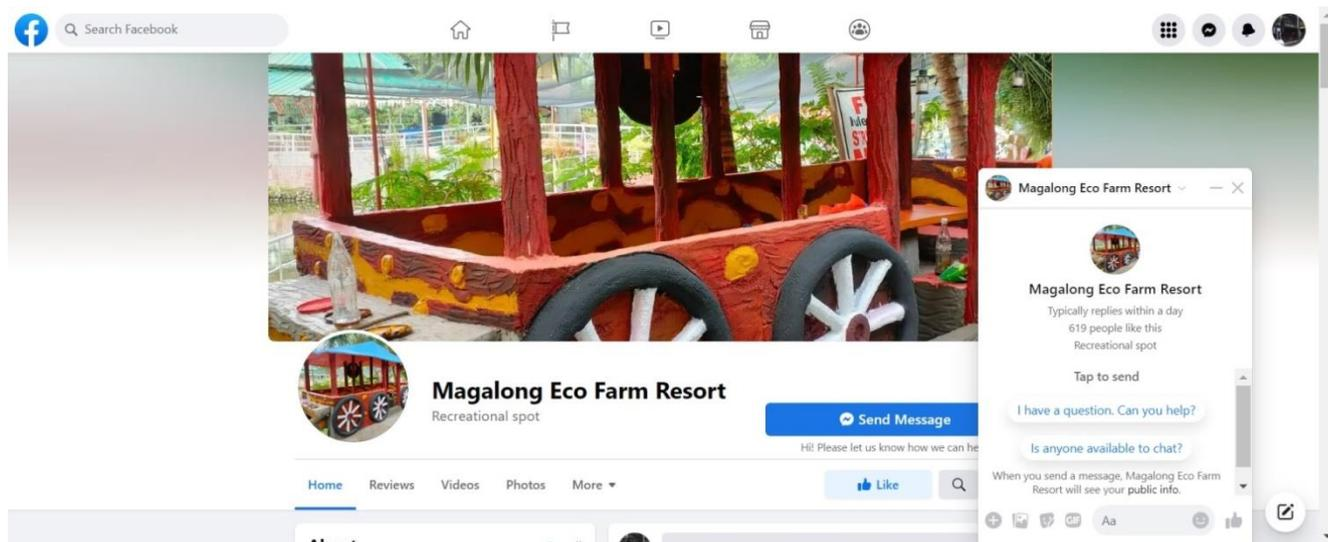 Search Facebook
F
Rule
Magalong Eco Farm Resort
Recreational spot
Send Message
Hi! Please let us know how we can he
Home
Reviews
Videos
Photos
More
Like
Magalong Eco Farm Resort
Magalong Eco Farm Resort
Typically replies within a day
619 people like this
Recreational spot
Tap to send
I have a question. Can you help?
Is anyone available to chat?
When you send a message, Magalong Eco Farm
Resort will see your public info.
GIF
Aa